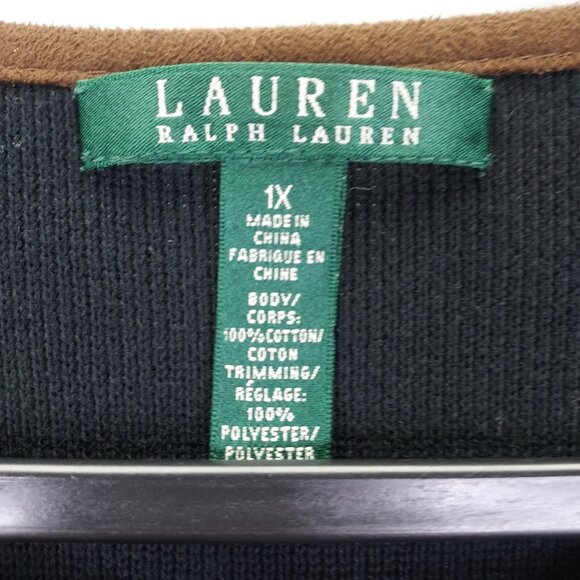 LAUREN
RALPH LAUREN
1X
MADE IN
CHINA
FABRIQUE EN
CHINE
BODY/
CORPS:
100%COTTON/
COTON
TRIMMING/
RÉGLAGE:
100%
POLYESTER/
POLYESTER